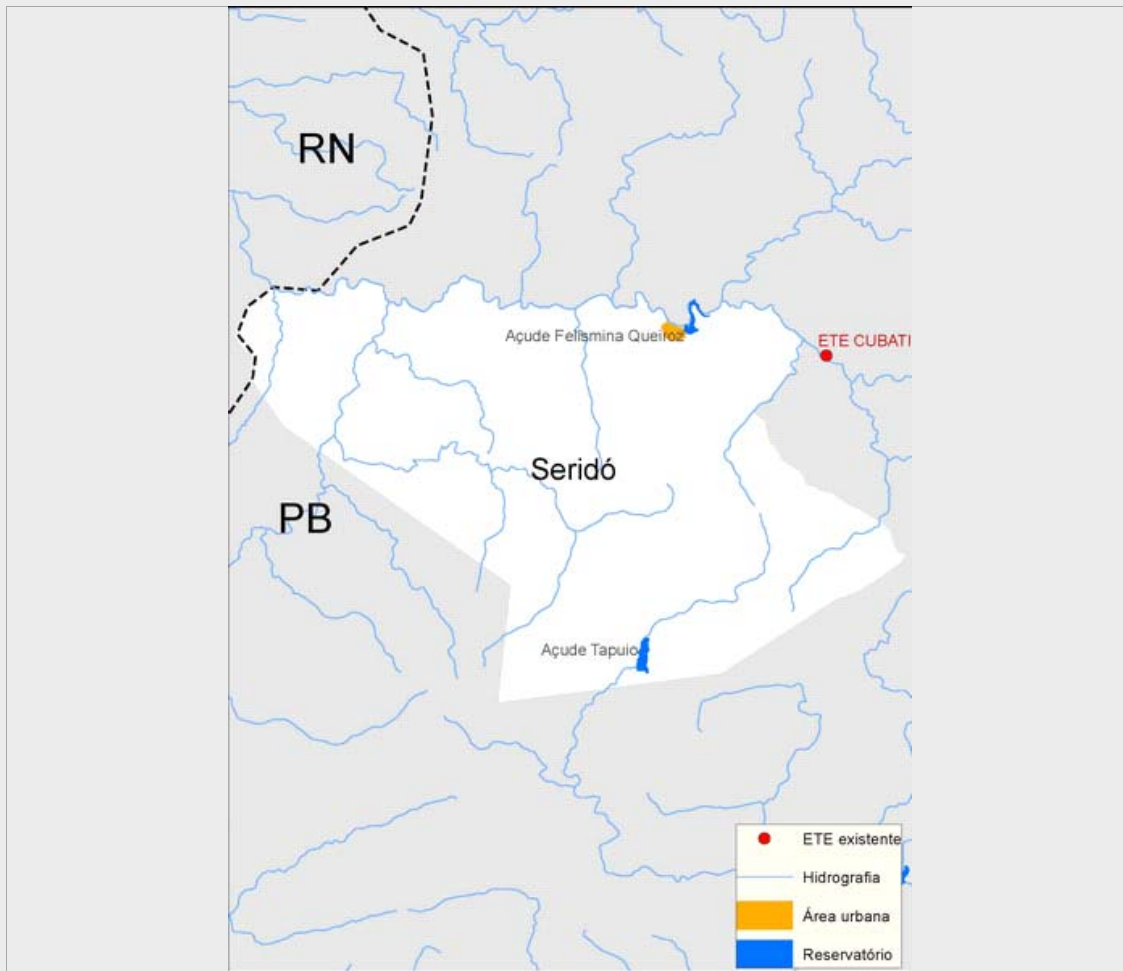 RN
Açude Felismina Queiroz
ETE CUBATI
Seridó
PB
Açude Tapuio
ETE existente
Hidrografia
Área urbana
Reservatório